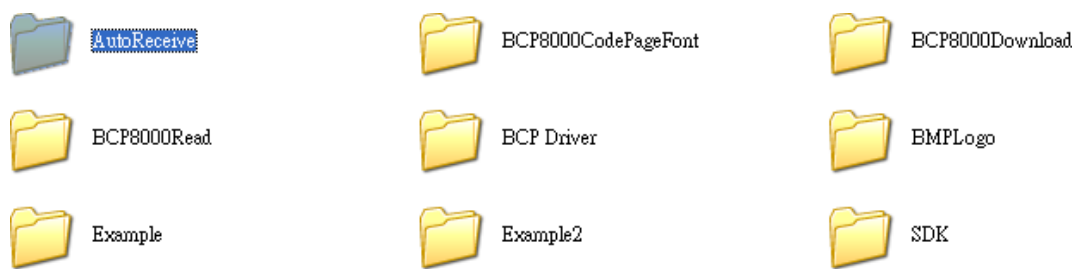 AutoReceive
BCP8000CodePageFont
BCP8000Download
BCP8000Read
BCP Driver
BMPLogo
Example
Example2
SDK